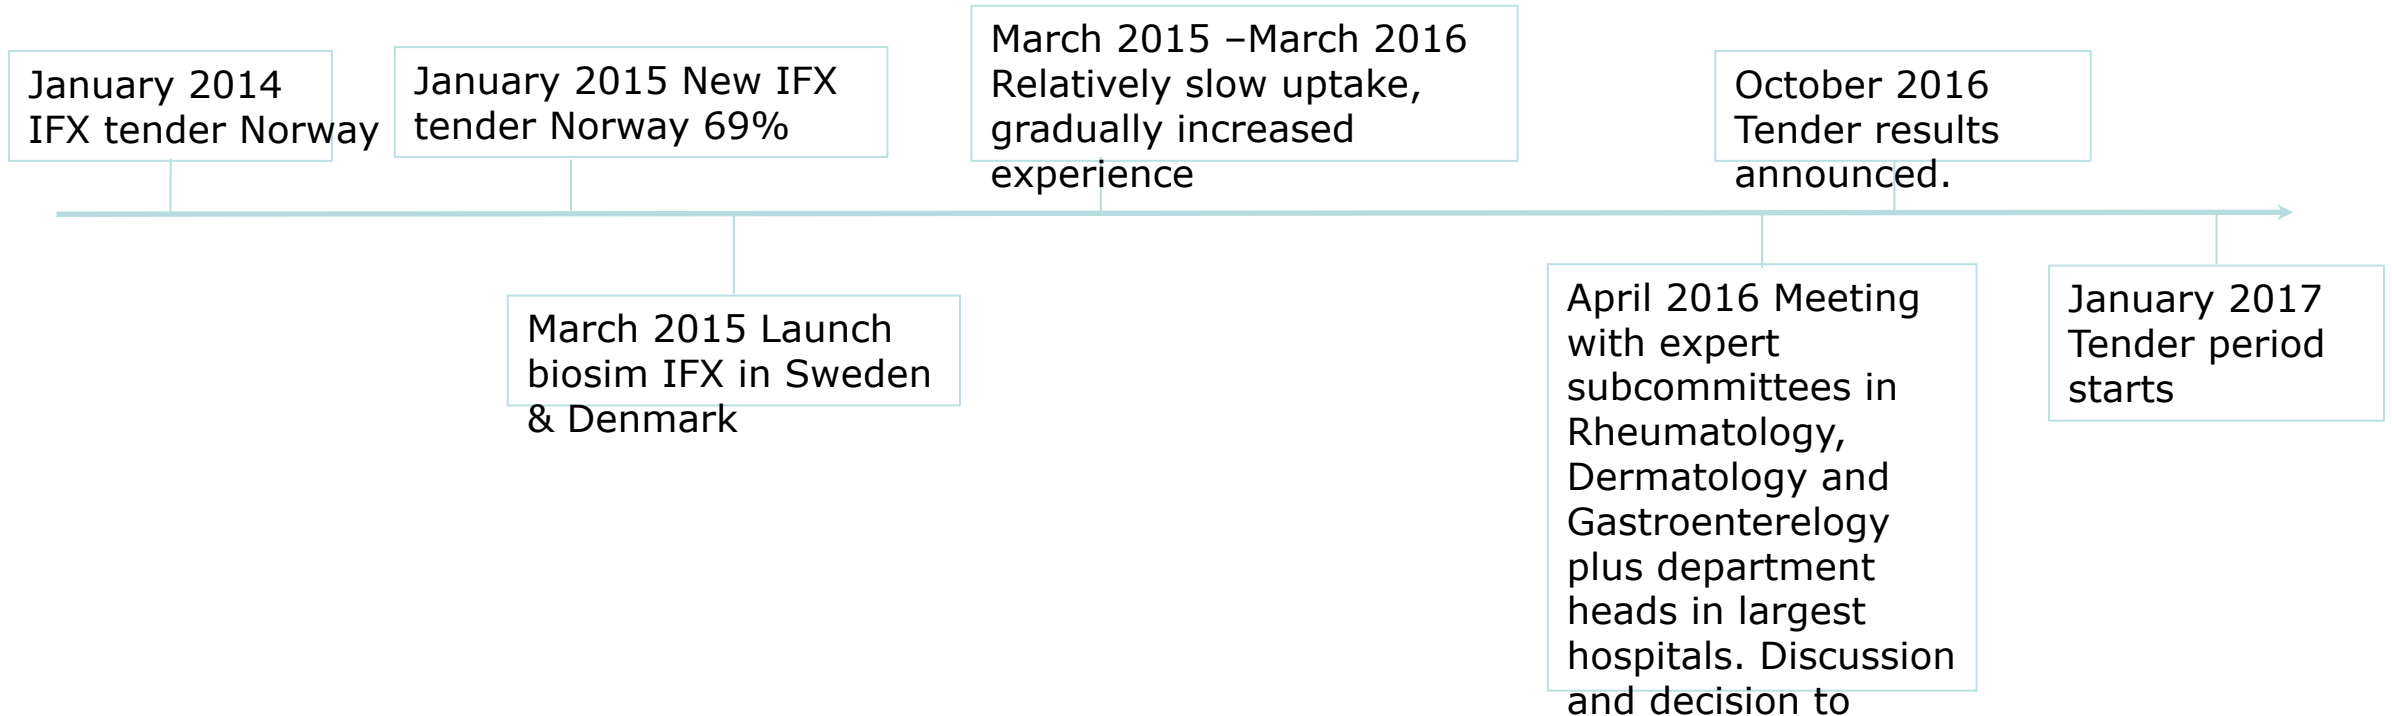 January 2014
IFX tender Norway
January 2015 New IFX
tender Norway 69%
March 2015 Launch
biosim IFX in Sweden
& Denmark
March 2015 –March 2016
Relatively slow uptake,
gradually increased
experience
April 2016 Meeting
with expert
subcommittees in
Rheumatology,
Dermatology and
Gastroenterelogy
plus department
heads in largest
hospitals. Discussion
and decision to
October 2016
Tender results
announced.
January 2017
Tender period
starts